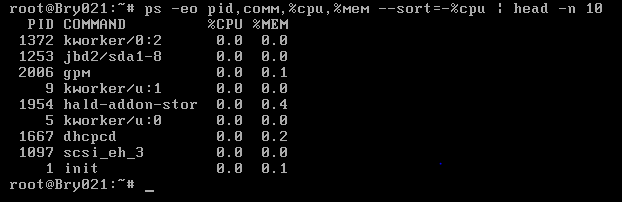 root@Bry021:~# ps -eo pid,comm,%cpu,%mem --sort=-%cpu | head -n 10
  PID COMMAND         %CPU %MEM
 1372 kworker/0:2      0.0  0.0
 1253 jbd2/sda1-8      0.0  0.0
 2006 gpm              0.0  0.1
    9 kworker/u:1      0.0  0.0
 1954 hald-addon-stor  0.0  0.4
    5 kworker/u:0      0.0  0.0
 1667 dhcpcd           0.0  0.2
 1097 scsi_eh_3        0.0  0.0
    1 init             0.0  0.1
root@Bry021:~# _